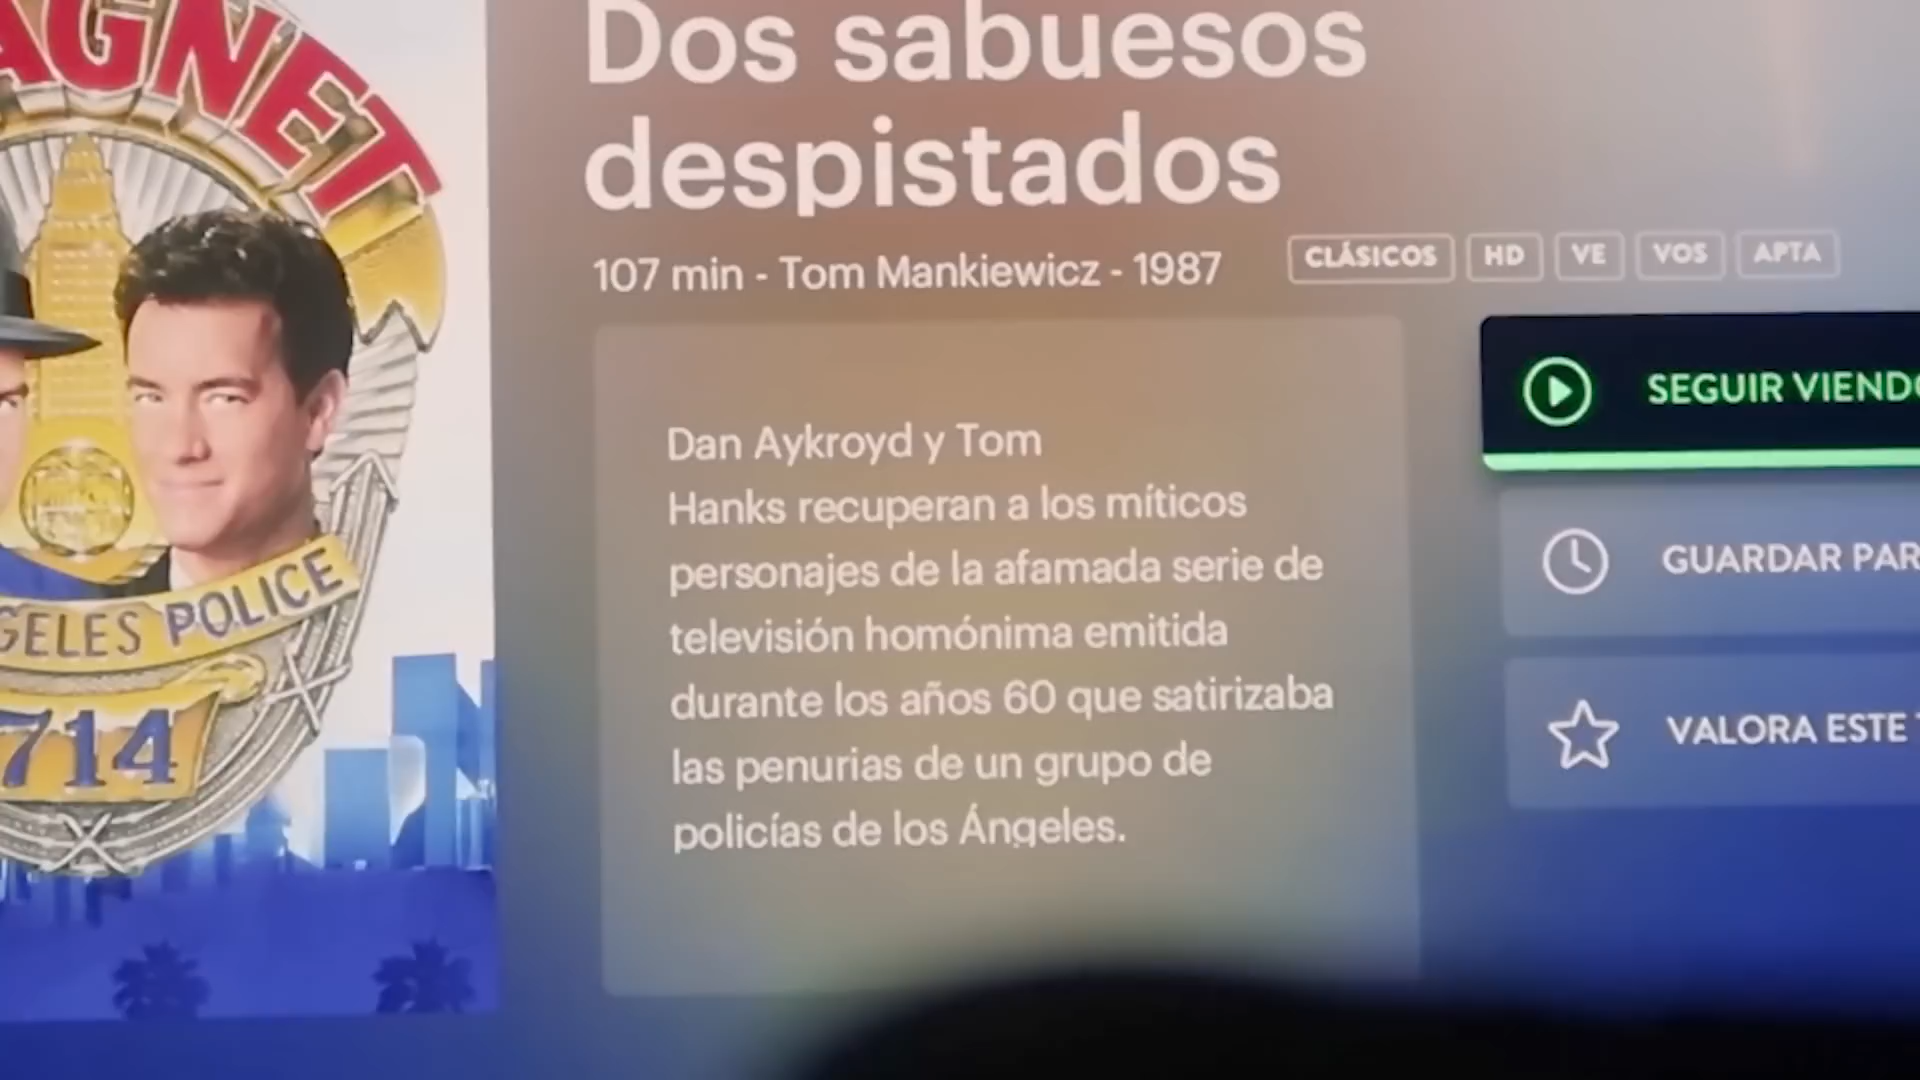 AGNET
GELES POLICE
714
Dos sabuesos
despistados
107 min - Tom Mankiewicz - 1987
CLÁSICOS HD VE VOS APTA
Dan Aykroyd y Tom
Hanks recuperan a los míticos
personajes de la afamada serie de
televisión homónima emitida
durante los años 60 que satirizaba
las penurias de un grupo de
policías de los Ángeles.
SEGUIR VIENDO
GUARDAR PAR
VALORA ESTE